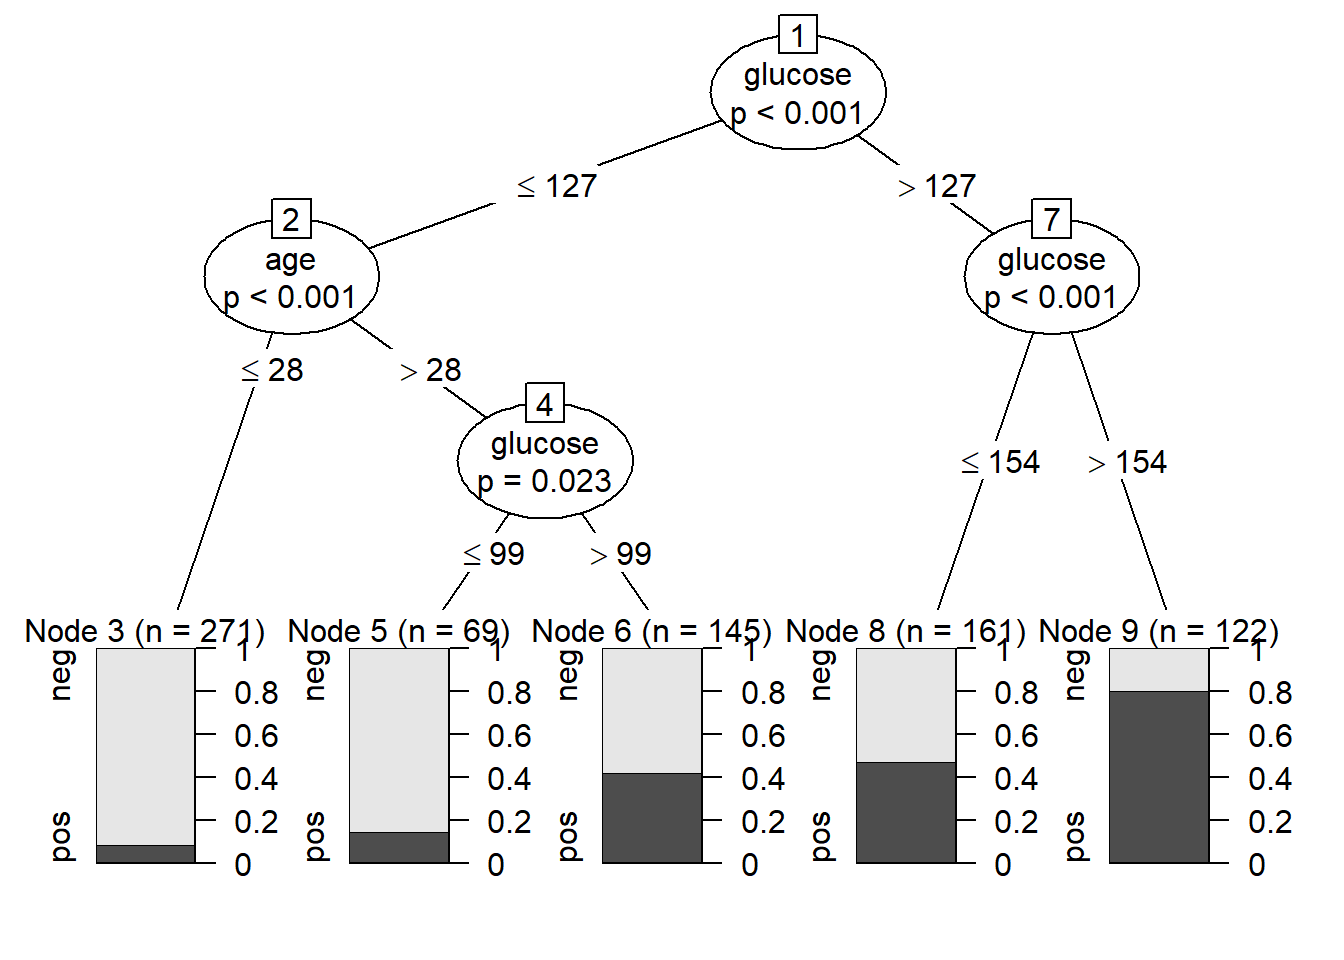 1
glucose
p < 0.001
≤ 127
> 127
2
age
p < 0.001
7
glucose
p < 0.001
≤ 28
> 28
4
glucose
p = 0.023
≤ 154
> 154
≤ 99
> 99
Node 3 (n = 271)
neg
pos
1
0.8
0.6
0.4
0.2
0
Node 5 (n = 69)
neg
pos
1
0.8
0.6
0.4
0.2
0
Node 6 (n = 145)
neg
pos
1
0.8
0.6
0.4
0.2
0
Node 8 (n = 161)
neg
pos
1
0.8
0.6
0.4
0.2
0
Node 9 (n = 122)
neg
pos
1
0.8
0.6
0.4
0.2
0